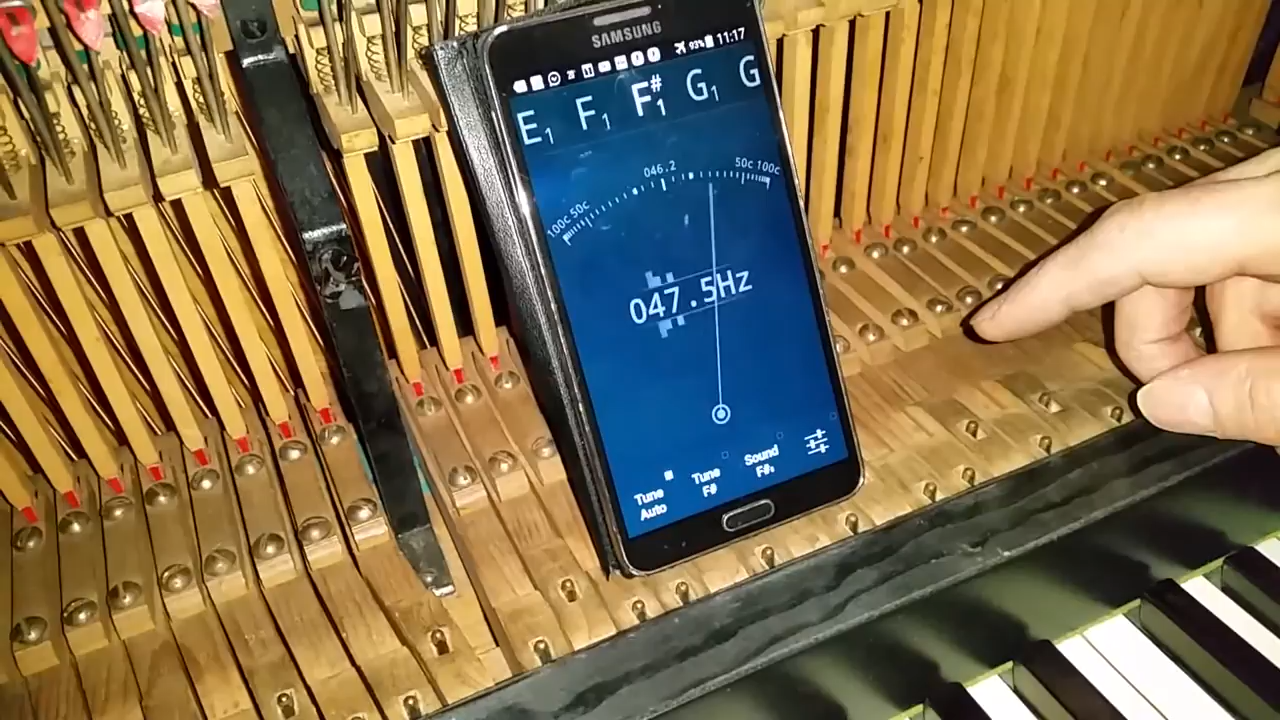 SAMSUNG
93% 11:17
E1 F1 F#1 G1 G
046.2
100c 50c 50c 100c
047.5Hz
Tune Auto
Tune F#
Sound F#₁